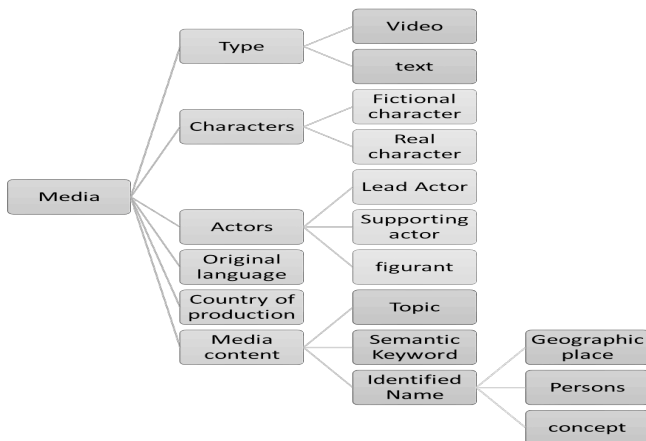 Media
Type
Video
text
Characters
Fictional
character
Real
character
Actors
Lead Actor
Supporting
actor
figurant
Original
language
Country of
production
Media
content
Topic
Semantic
Keyword
Identified
Name
Geographic
place
Persons
concept